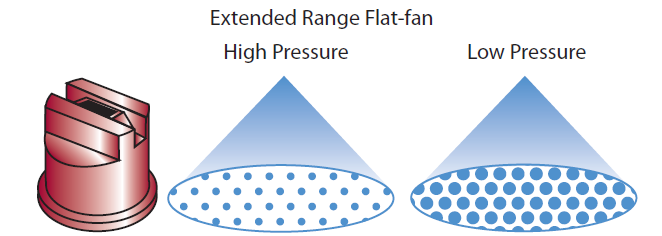 Extended Range Flat-fan
High Pressure
Low Pressure